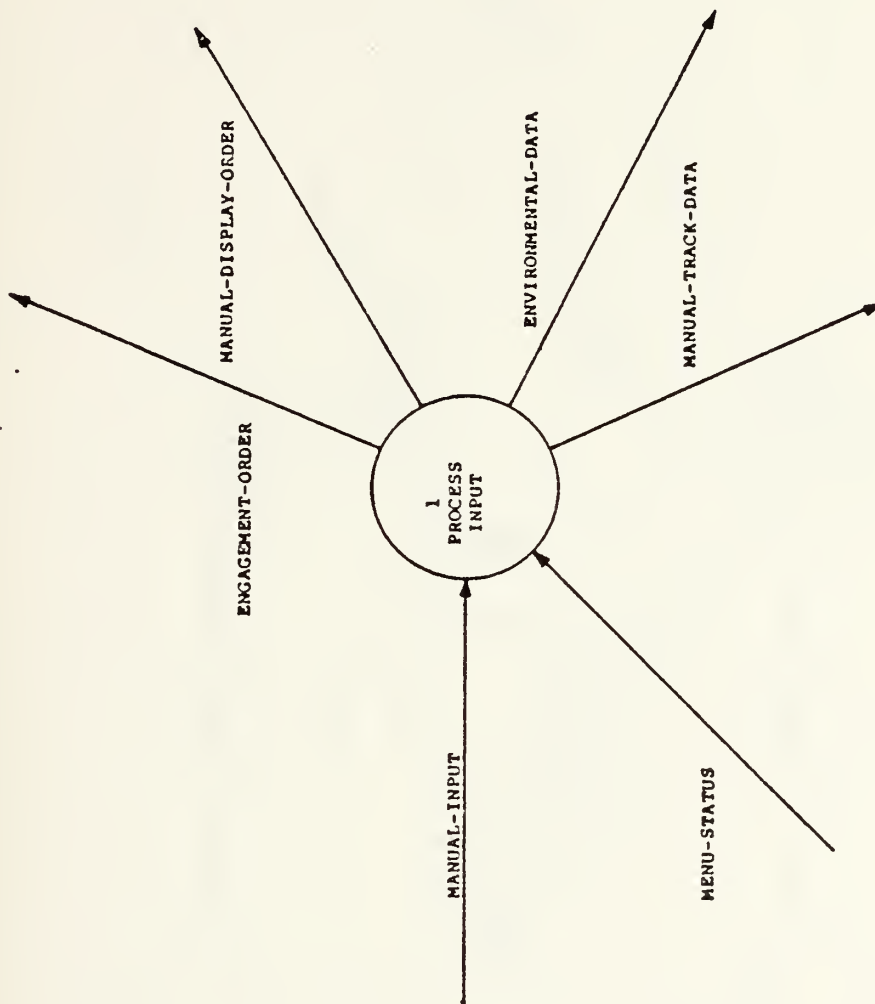 ENGAGEMENT-ORDER
MANUAL-DISPLAY-ORDER
MANUAL-INPUT
1
PROCESS
INPUT
ENVIRONMENTAL-DATA
MENU-STATUS
MANUAL-TRACK-DATA